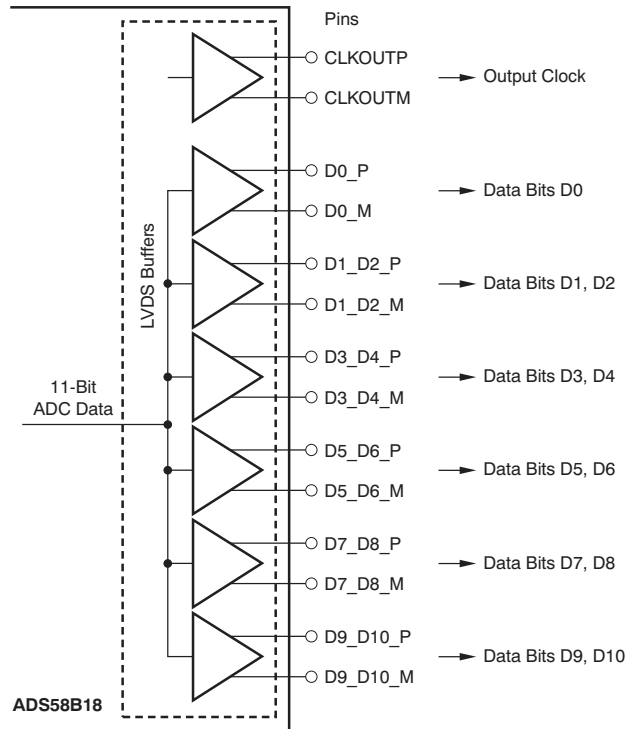 Pins
CLKOUTP
CLKOUTM
Output Clock
D0_P
D0_M
Data Bits D0
LVDS Buffers
D1_D2_P
D1_D2_M
Data Bits D1, D2
D3_D4_P
D3_D4_M
Data Bits D3, D4
11-Bit
ADC Data
D5_D6_P
D5_D6_M
Data Bits D5, D6
D7_D8_P
D7_D8_M
Data Bits D7, D8
D9_D10_P
D9_D10_M
Data Bits D9, D10
ADS58B18